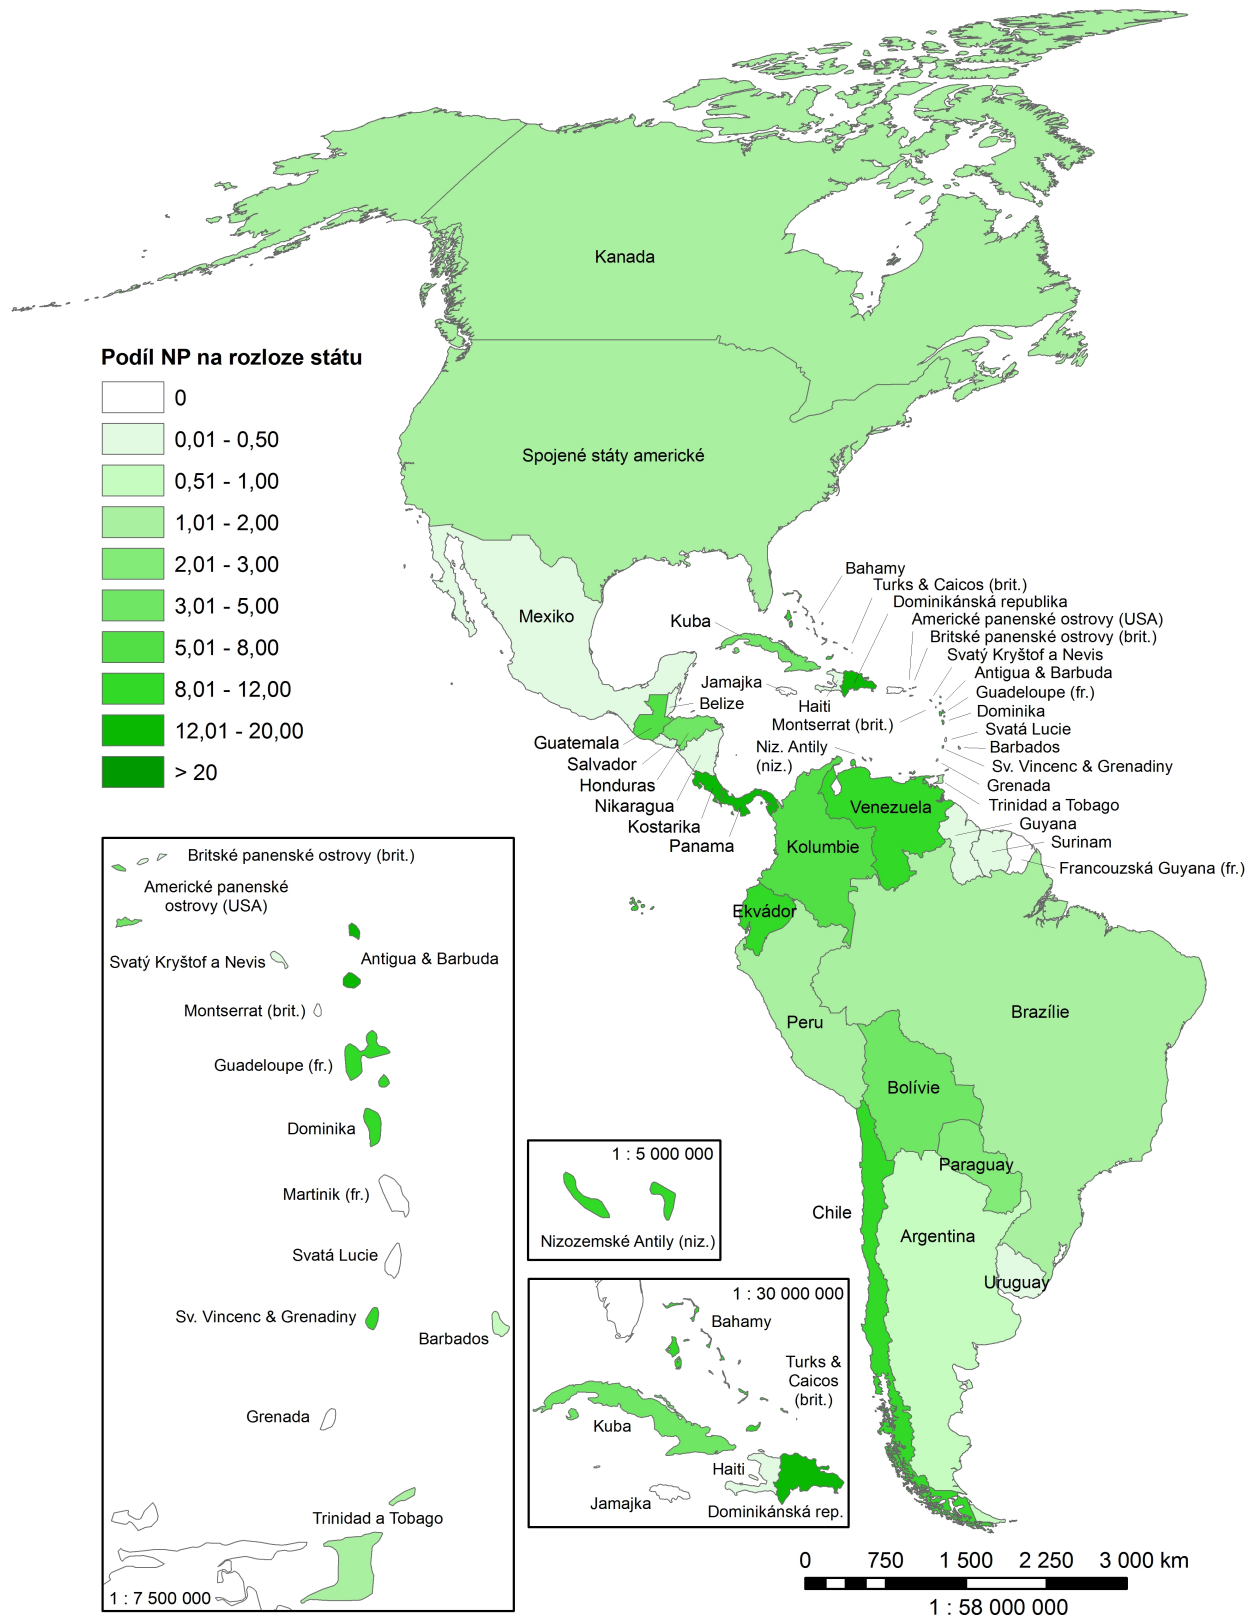 Kanada
Podíl NP na rozloze státu
0
0,01 - 0,50
0,51 - 1,00
1,01 - 2,00
2,01 - 3,00
3,01 - 5,00
5,01 - 8,00
8,01 - 12,00
12,01 - 20,00
> 20
Spojené státy americké
Mexiko
Bahamy
Turks & Caicos (brit.)
Dominikánská republika
Americké panenské ostrovy (USA)
Britské panenské ostrovy (brit.)
Svatý Kryštof a Nevis
Antigua & Barbuda
Guadeloupe (fr.)
Dominika
Svatá Lucie
Barbados
Sv. Vincenc & Grenadiny
Grenada
Trinidad a Tobago
Guyana
Surinam
Francouzská Guyana (fr.)
Kuba
Jamajka
Belize
Haiti
Montserrat (brit.)
Niz. Antily
(niz.)
Guatemala
Salvador
Honduras
Nikaragua
Kostarika
Panama
Venezuela
Kolumbie
Ekvádor
Peru
Brazílie
Bolívie
Paraguay
Chile
Argentina
Uruguay
Britské panenské ostrovy (brit.)
Americké panenské
ostrovy (USA)
Svatý Kryštof a Nevis
Antigua & Barbuda
Montserrat (brit.)
Guadeloupe (fr.)
Dominika
Martinik (fr.)
Svatá Lucie
Sv. Vincenc & Grenadiny
Barbados
Grenada
Trinidad a Tobago
1 : 7 500 000
1 : 5 000 000
Nizozemské Antily (niz.)
1 : 30 000 000
Bahamy
Turks &
Caicos
(brit.)
Kuba
Haiti
Jamajka
Dominikánská rep.
0 750 1 500 2 250 3 000 km
1 : 58 000 000